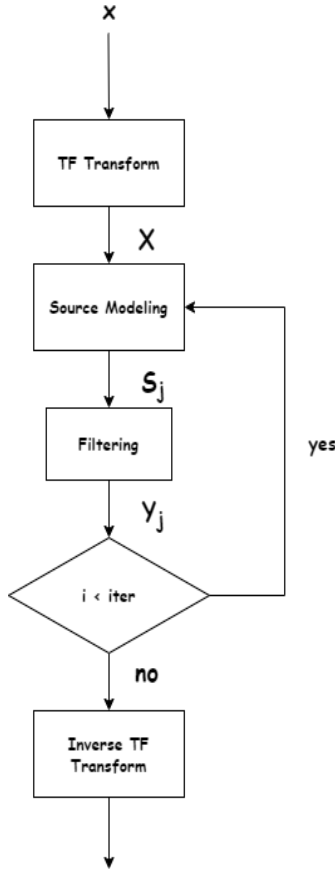 x
TF Transform
X
Source Modeling
Sj
Filtering
yes
Yj
i < iter
no
Inverse TF
Transform